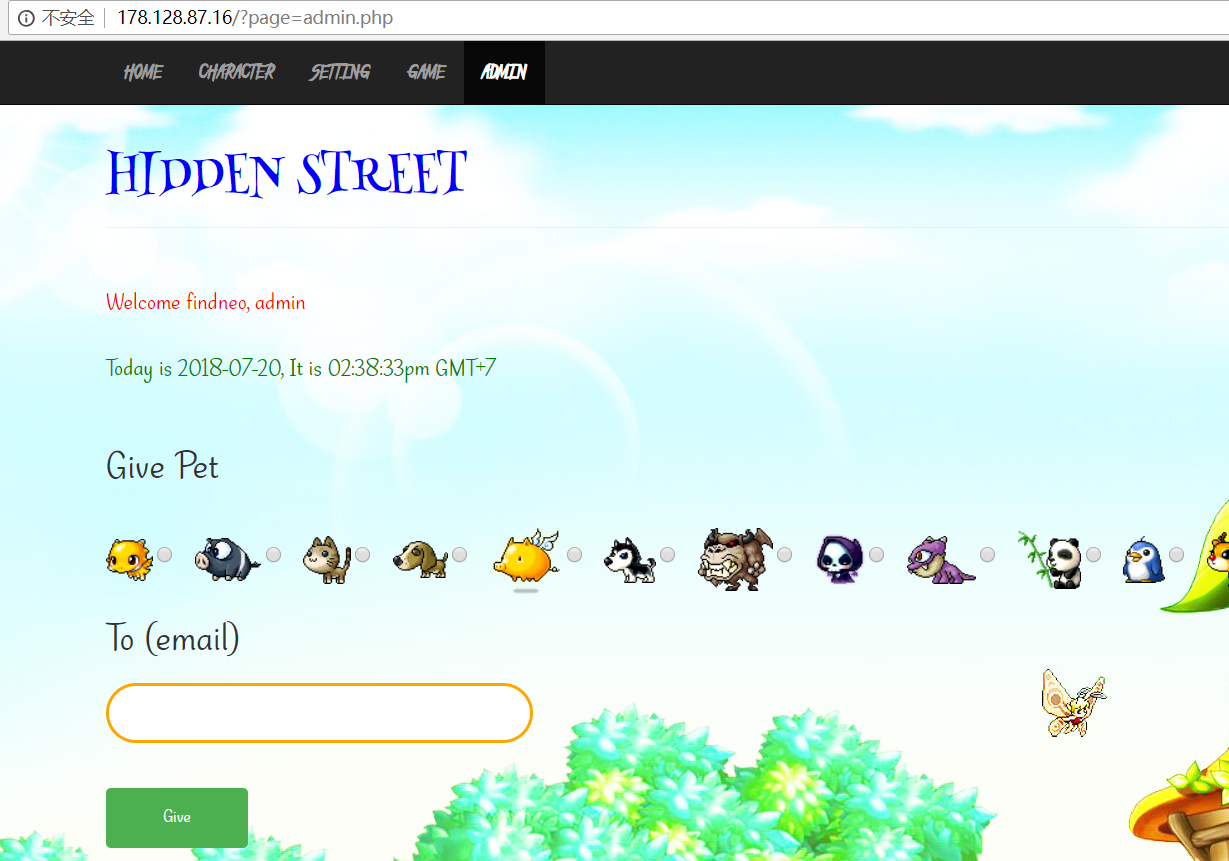 不安全 178.128.87.16/?page=admin.php
HOME CHARACTER SETTING GAME ADMIN
HIDDEN STREET
Welcome findneo, admin
Today is 2018-07-20, It is 02:38:33pm GMT+7
Give Pet
To (email)
Give